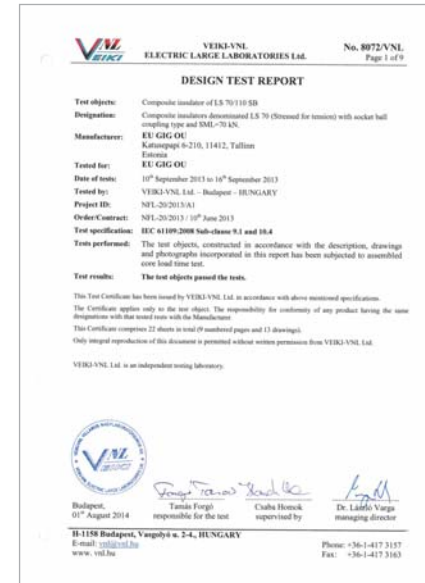 VNL
VEIKI
VEIKI-VNL
ELECTRIC LARGE LABORATORIES Ltd.
No. 8072/VNL
Page 1 of 9
DESIGN TEST REPORT
Test objects: Composite insulator of LS 70/110 SB
Designation: Composite insulators denominated LS 70 (Stressed for tension) with socket ball
coupling type and SML=70 kN.
Manufacturer: EU GIG OU
Katusepapi 6-210, 11412, Tallinn
Estonia
Tested for: EU GIG OU
Date of tests: 10th September 2013 to 16th September 2013
Tested by: VEIKI-VNL Ltd. – Budapest – HUNGARY
Project ID: NFL-20/2013/A1
Order/Contract: NFL-20/2013 / 10th June 2013
Test specification: IEC 61109:2008 Sub-clause 9.1 and 10.4
Tests performed: The test objects, constructed in accordance with the description, drawings
and photographs incorporated in this report has been subjected to assembled
core load time test.
Test results: The test objects passed the tests.
This Test Certificate has been issued by VEIKI-VNL Ltd. in accordance with above mentioned specifications.
The Certificate applies only to the test object. The responsibility for conformity of any product having the same
designations with that tested rests with the Manufacturer.
This Certificate comprises 22 sheets in total (9 numbered pages and 13 drawings).
Only integral reproduction of this document is permitted without written permission from VEIKI-VNL Ltd.
VEIKI-VNL Ltd. is an independent testing laboratory.
VNL
VEIKI
Budapest,
01st August 2014
Tamás Forgó
responsible for the test
Csaba Homok
supervised by
Dr. László Varga
managing director
H-1158 Budapest, Vasgolyó u. 2-4., HUNGARY
E-mail: vnl@vnl.hu
www. vnl.hu
Phone: +36-1-417 3157
Fax: +36-1-417 3163